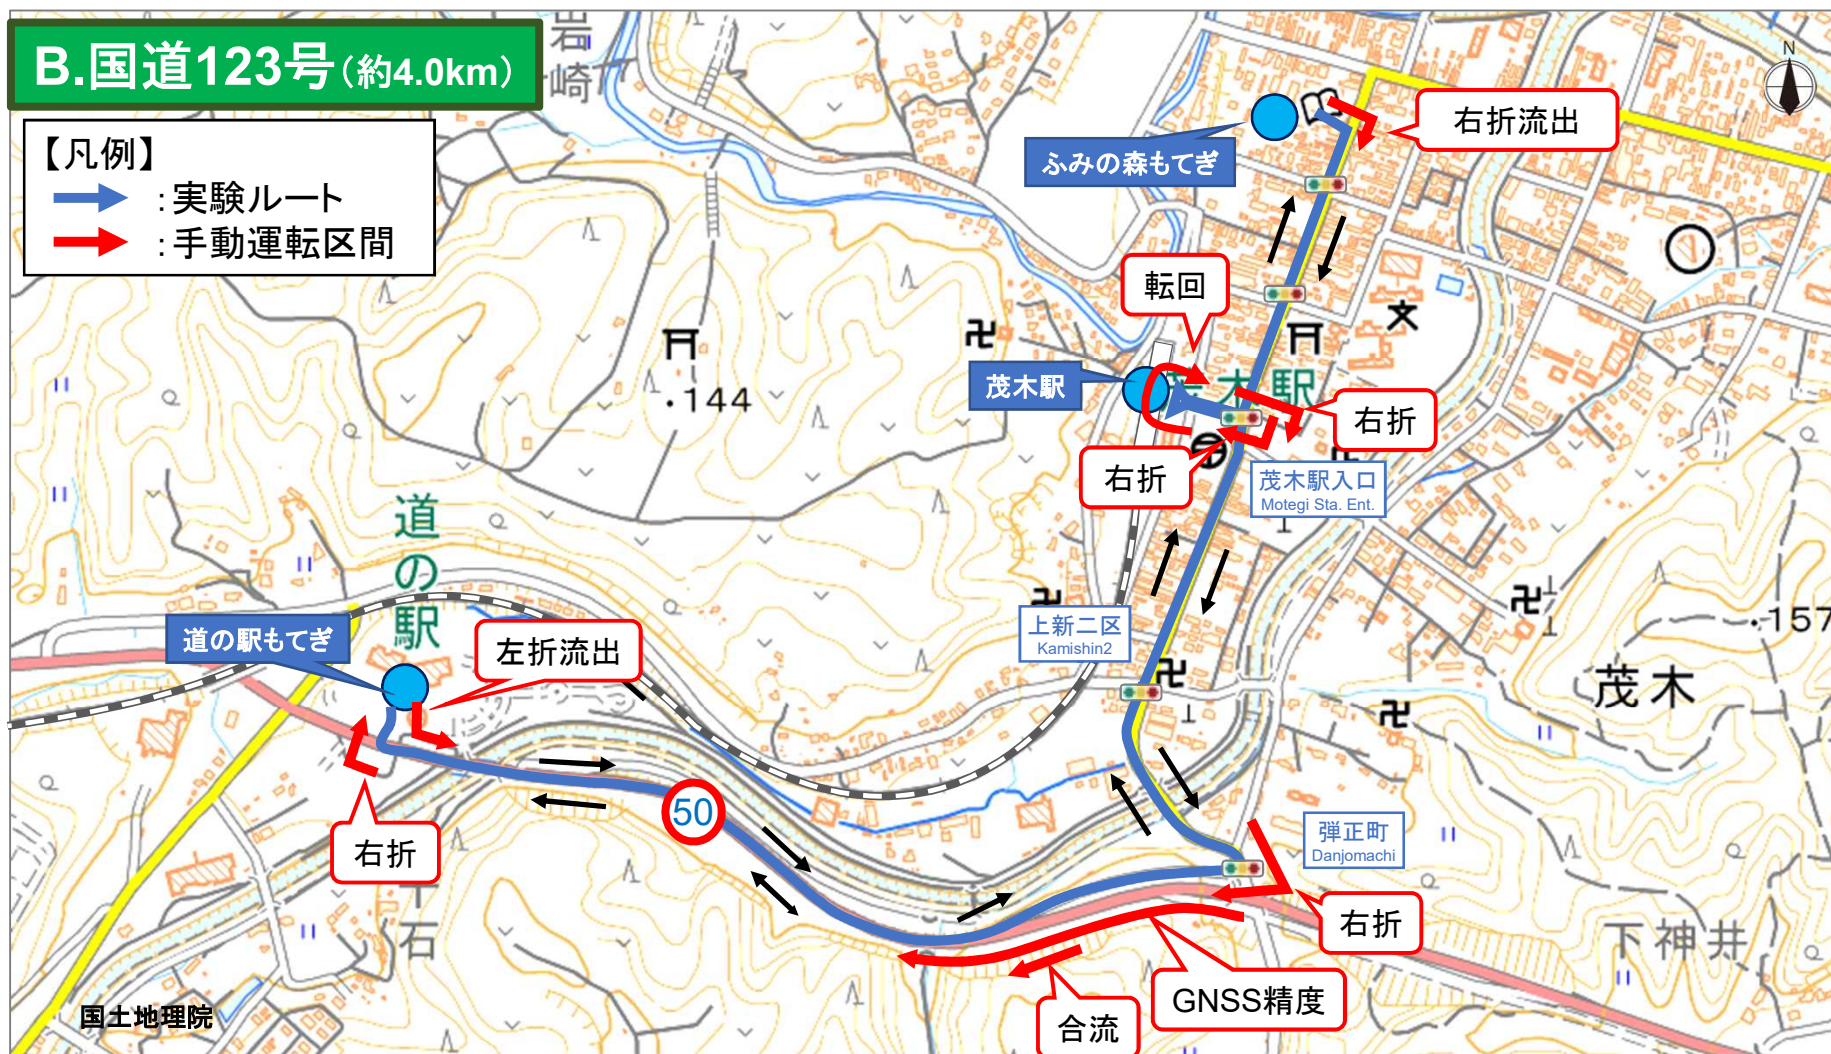 B.国道123号(約4.0km)
【凡例】
:実験ルート
:手動運転区間
岩崎
N
右折流出
ふみの森もてぎ
転回
茂木駅
茂木駅
右折
右折
茂木駅入口
Motegi Sta. Ent.
・144
道の駅
道の駅もてぎ
左折流出
上新二区
Kamishin2
・157
茂木
50
右折
弾正町
Danjomachi
右折
下神井
GNSS精度
合流
国土地理院